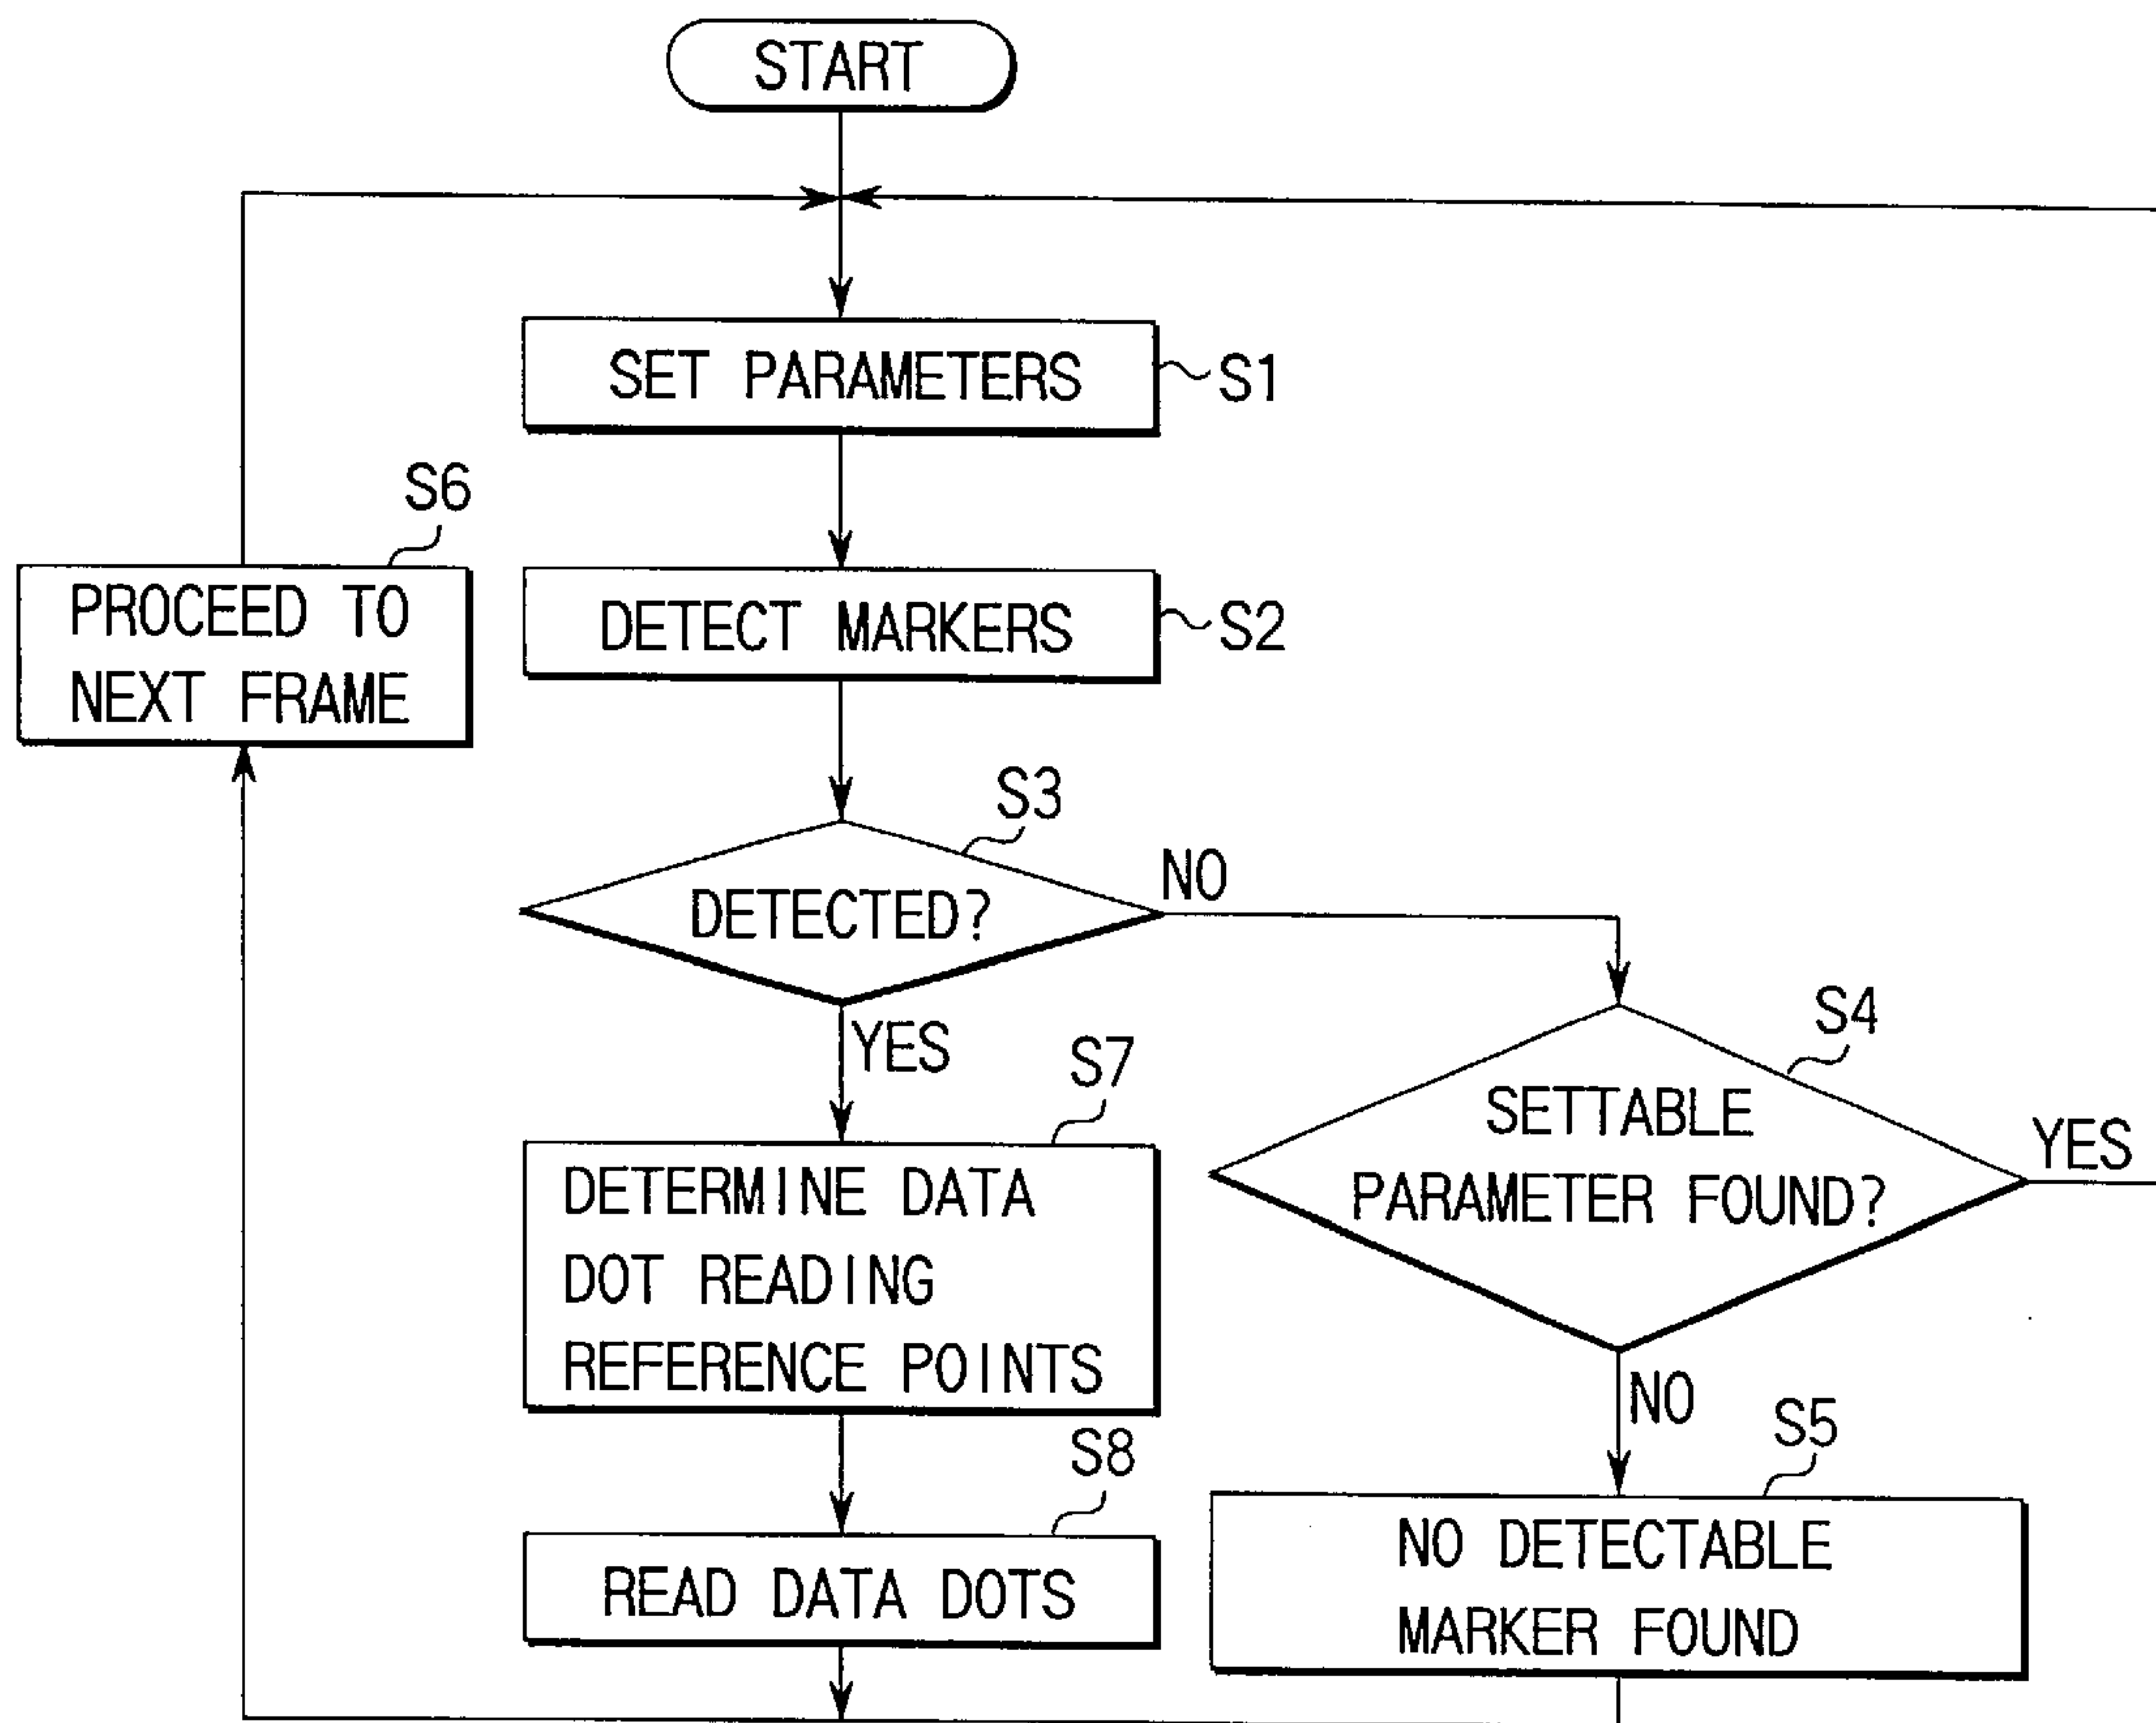 START
SET PARAMETERS
S1
S6
PROCEED TO
NEXT FRAME
DETECT MARKERS
S2
S3
DETECTED?
NO
YES
S4
SETTABLE
PARAMETER FOUND?
YES
NO
S7
DETERMINE DATA
DOT READING
REFERENCE POINTS
S5
NO DETECTABLE
MARKER FOUND
S8
READ DATA DOTS